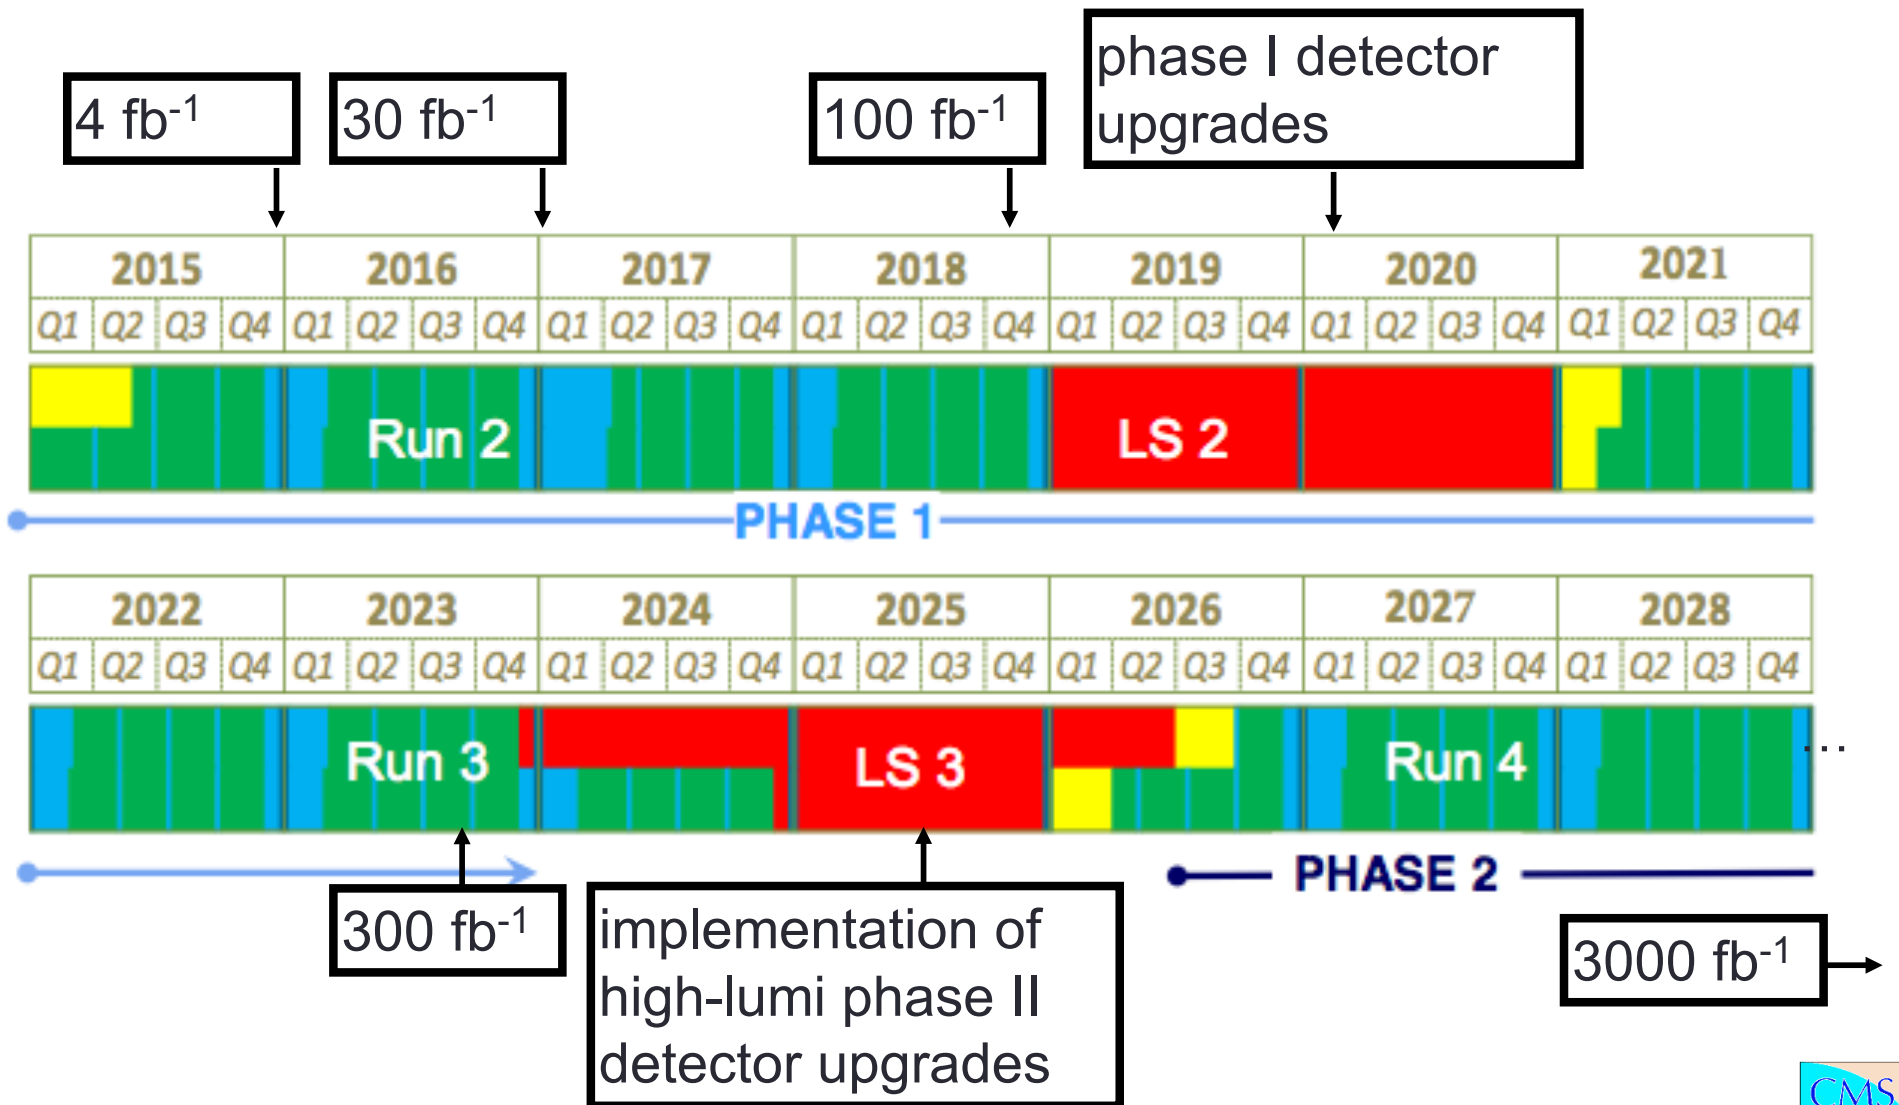 phase I detector
upgrades
4 fb⁻¹ 30 fb⁻¹ 100 fb⁻¹
2015 2016 2017 2018 2019 2020 2021
Q1 Q2 Q3 Q4 Q1 Q2 Q3 Q4 Q1 Q2 Q3 Q4 Q1 Q2 Q3 Q4 Q1 Q2 Q3 Q4 Q1 Q2 Q3 Q4 Q1 Q2 Q3 Q4
Run 2 LS 2
PHASE 1
2022 2023 2024 2025 2026 2027 2028
Q1 Q2 Q3 Q4 Q1 Q2 Q3 Q4 Q1 Q2 Q3 Q4 Q1 Q2 Q3 Q4 Q1 Q2 Q3 Q4 Q1 Q2 Q3 Q4 Q1 Q2 Q3 Q4
Run 3 LS 3 Run 4 ...
PHASE 2
300 fb⁻¹
implementation of
high-lumi phase II
detector upgrades
3000 fb⁻¹
CMS